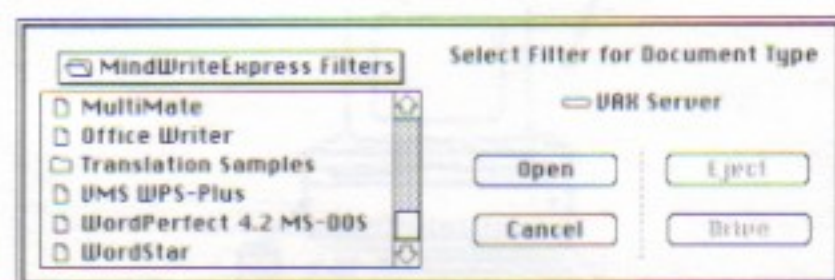 MindWriteExpress Filters
MultiMate
Office Writer
Translation Samples
VMS WPS-Plus
WordPerfect 4.2 MS-DOS
WordStar
Select Filter for Document Type
VAX Server
Open
Eject
Cancel
Drive